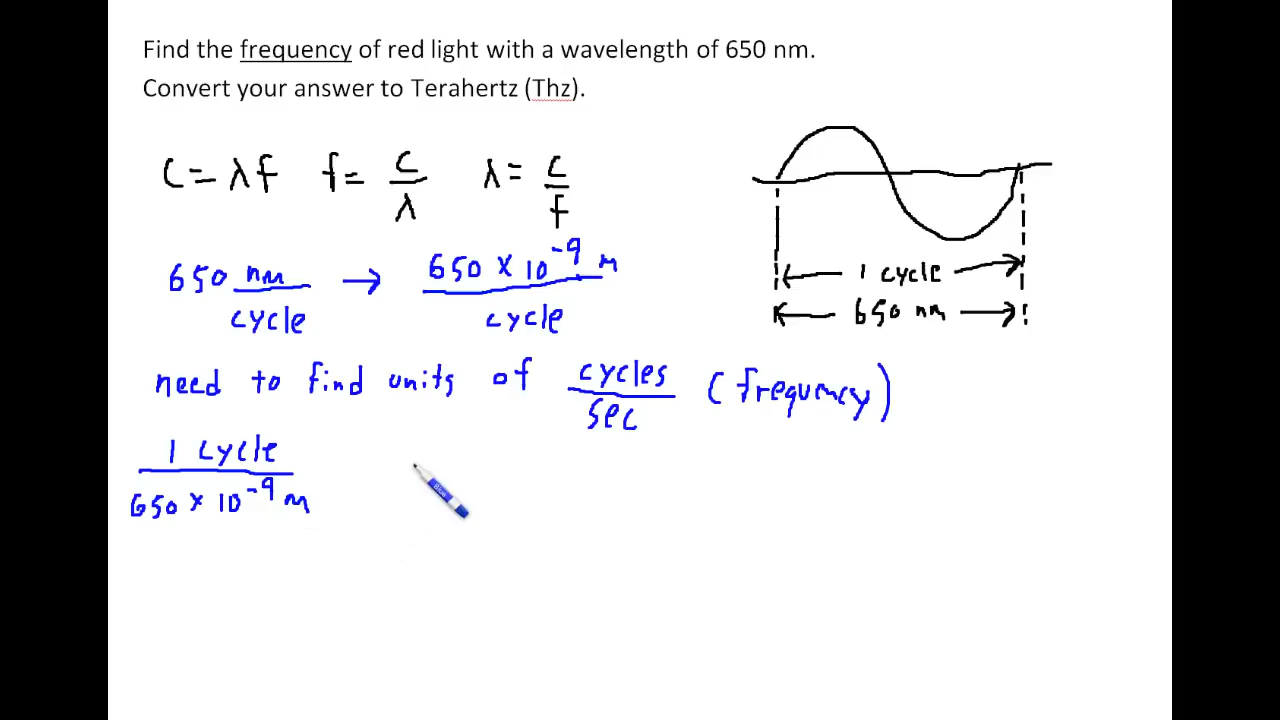 Find the frequency of red light with a wavelength of 650 nm.
Convert your answer to Terahertz (Thz).
C = λf f = C/λ λ = C/f
650 nm/cycle → 650 × 10⁻⁹ m/cycle
1 cycle
650 nm
need to find units of cycles/sec (frequency)
1 cycle/650 × 10⁻⁹ m
Blue